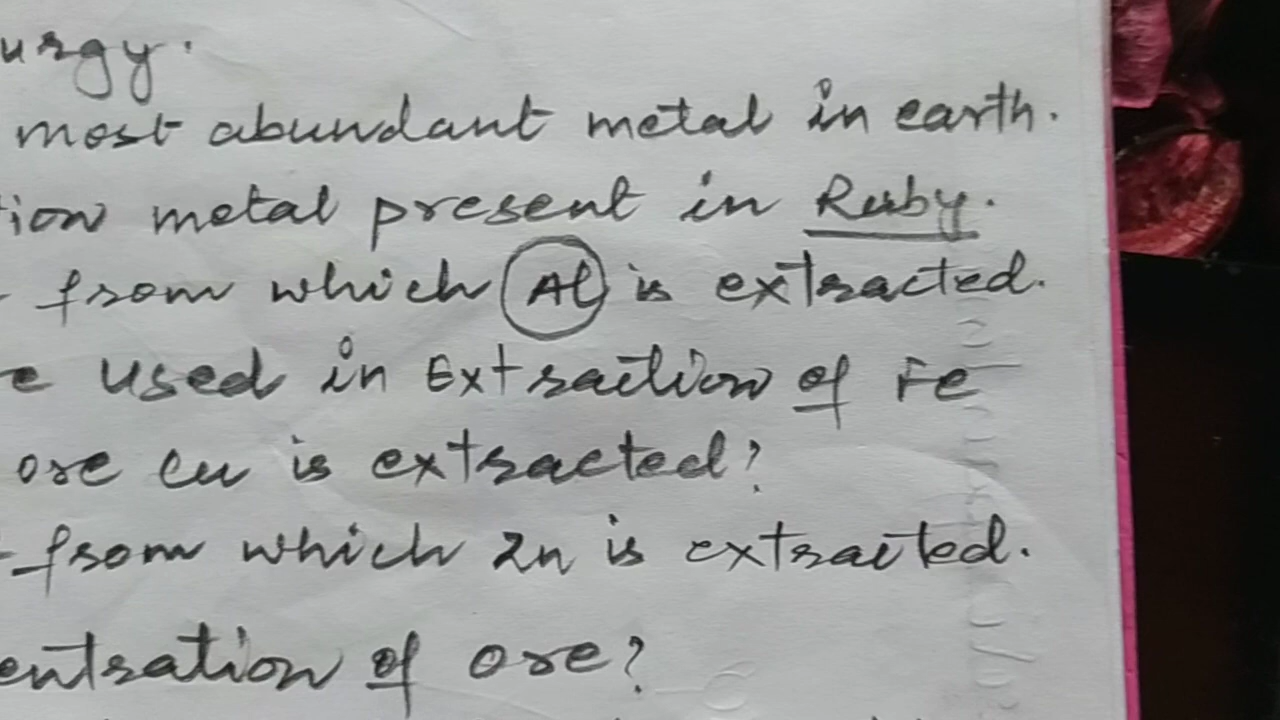 urgy.
most abundant metal in earth.
tion metal present in Ruby.
from which Al is extracted.
e used in Extraction of Fe
ore Cu is extracted?
from which Zn is extracted.
entration of ore?